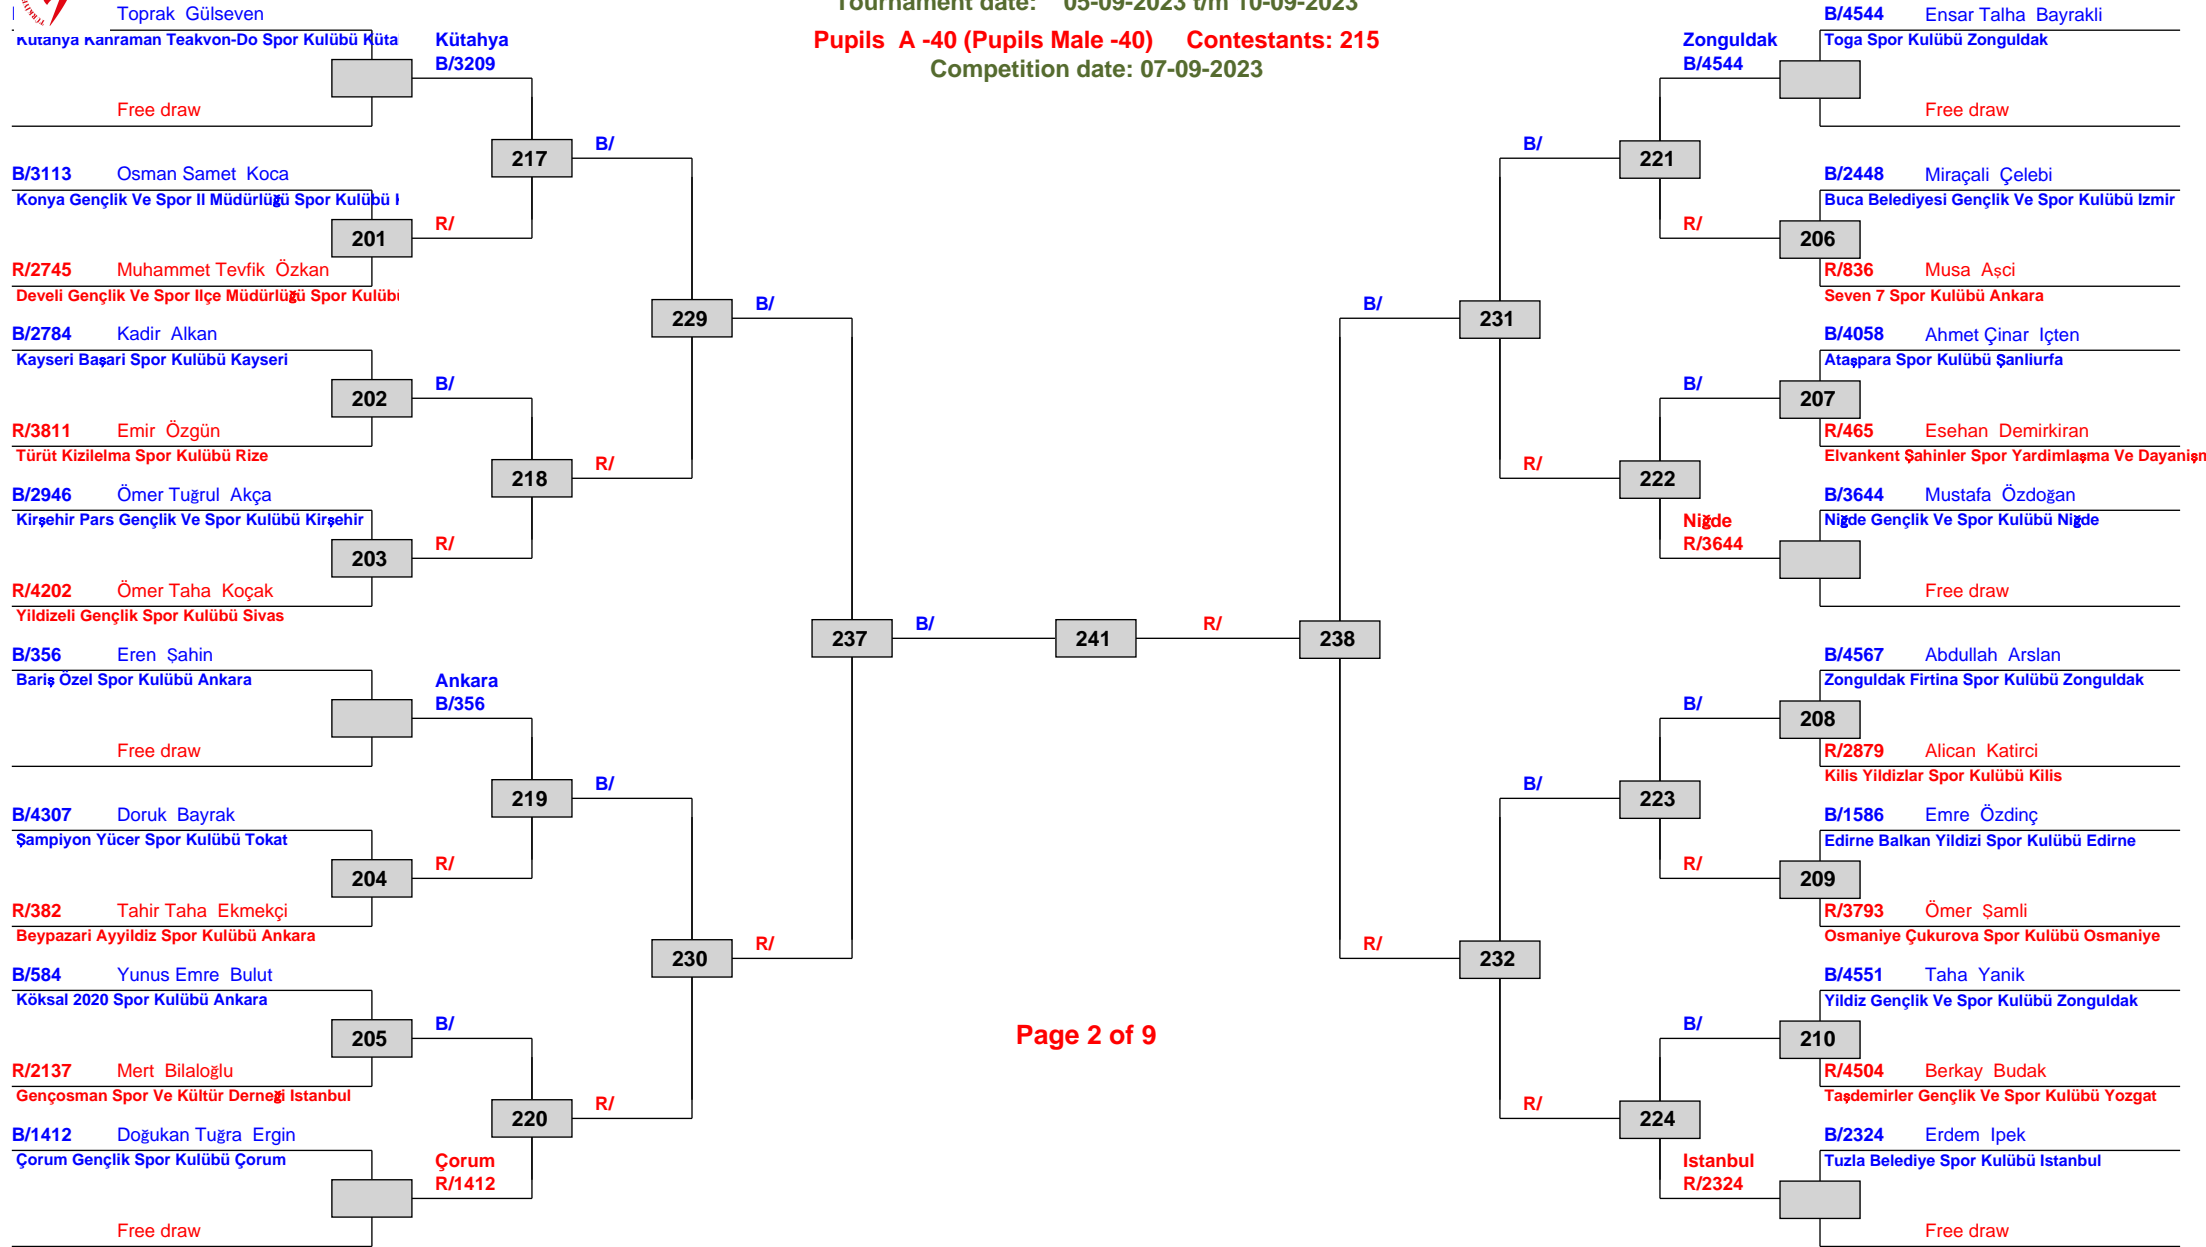 Tournament date: 05-09-2023 t/m 10-09-2023
Pupils A -40 (Pupils Male -40) Contestants: 215
Competition date: 07-09-2023
Toprak Gülseven
Kütahya Kahraman Teakvon-Do Spor Kulübü Küta
Free draw
Kütahya
B/3209
B/3113 Osman Samet Koca
Konya Gençlik Ve Spor Il Müdürlüğü Spor Kulübü
201
R/
R/2745 Muhammet Tevfik Özkan
Develi Gençlik Ve Spor Ilçe Müdürlüğü Spor Kulübü
217
B/
B/2784 Kadir Alkan
Kayseri Başari Spor Kulübü Kayseri
202
B/
R/3811 Emir Özgün
Türüt Kizilelma Spor Kulübü Rize
218
R/
B/2946 Ömer Tuğrul Akça
Kirşehir Pars Gençlik Ve Spor Kulübü Kirşehir
203
R/
R/4202 Ömer Taha Koçak
Yildizeli Gençlik Spor Kulübü Sivas
229
B/
B/356 Eren Şahin
Bariş Özel Spor Kulübü Ankara
Free draw
Ankara
B/356
B/4307 Doruk Bayrak
Şampiyon Yücer Spor Kulübü Tokat
204
R/
R/382 Tahir Taha Ekmekçi
Beypazari Ayyildiz Spor Kulübü Ankara
219
B/
B/584 Yunus Emre Bulut
Köksal 2020 Spor Kulübü Ankara
205
B/
R/2137 Mert Bilaloğlu
Gençosman Spor Ve Kültür Derneği Istanbul
220
R/
B/1412 Doğukan Tuğra Ergin
Çorum Gençlik Spor Kulübü Çorum
Free draw
Çorum
R/1412
230
R/
237
B/
241
R/
238
B/4544 Ensar Talha Bayrakli
Toga Spor Kulübü Zonguldak
Free draw
Zonguldak
B/4544
B/2448 Miraçali Çelebi
Buca Belediyesi Gençlik Ve Spor Kulübü Izmir
206
R/
R/836 Musa Aşci
Seven 7 Spor Kulübü Ankara
221
B/
B/4058 Ahmet Çinar Içten
Ataşpara Spor Kulübü Şanliurfa
207
B/
R/465 Esehan Demirkiran
Elvankent Şahinler Spor Yardimlaşma Ve Dayanişm
222
R/
B/3644 Mustafa Özdoğan
Niğde Gençlik Ve Spor Kulübü Niğde
Free draw
Niğde
R/3644
231
B/
B/4567 Abdullah Arslan
Zonguldak Firtina Spor Kulübü Zonguldak
208
B/
R/2879 Alican Katirci
Kilis Yildizlar Spor Kulübü Kilis
223
B/
B/1586 Emre Özdinç
Edirne Balkan Yildizi Spor Kulübü Edirne
209
R/
R/3793 Ömer Şamli
Osmaniye Çukurova Spor Kulübü Osmaniye
232
R/
B/4551 Taha Yanik
Yildiz Gençlik Ve Spor Kulübü Zonguldak
210
B/
R/4504 Berkay Budak
Taşdemirler Gençlik Ve Spor Kulübü Yozgat
224
R/
B/2324 Erdem Ipek
Tuzla Belediye Spor Kulübü Istanbul
Free draw
Istanbul
R/2324
Page 2 of 9